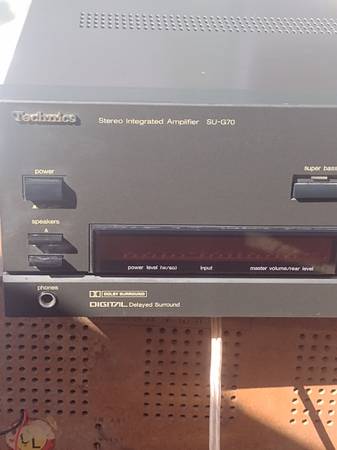 Technics
Stereo Integrated Amplifier SU-G70
power
super bass
speakers
A
power level (W/8Ω) input master volume/rear level
phones
DOLBY SURROUND
DIGITAL Delayed Surround
L